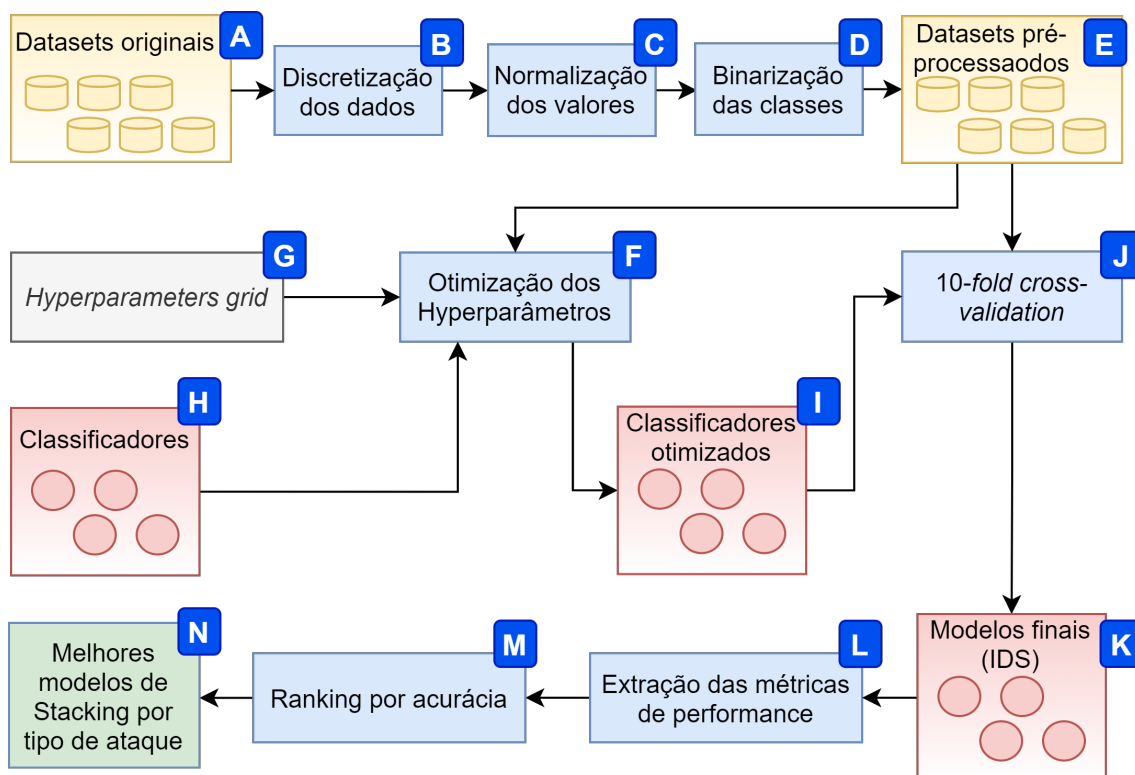 Datasets originais
A
Discretização
dos dados
B
Normalização
dos valores
C
Binarização
das classes
D
Datasets pré-
processaodos
E
Hyperparameters grid
G
Otimização dos
Hyperparâmetros
F
10-fold cross-
validation
J
Classificadores
H
Classificadores
otimizados
I
Melhores
modelos de
Stacking por
tipo de ataque
N
Ranking por acurácia
M
Extração das métricas
de performance
L
Modelos finais
(IDS)
K